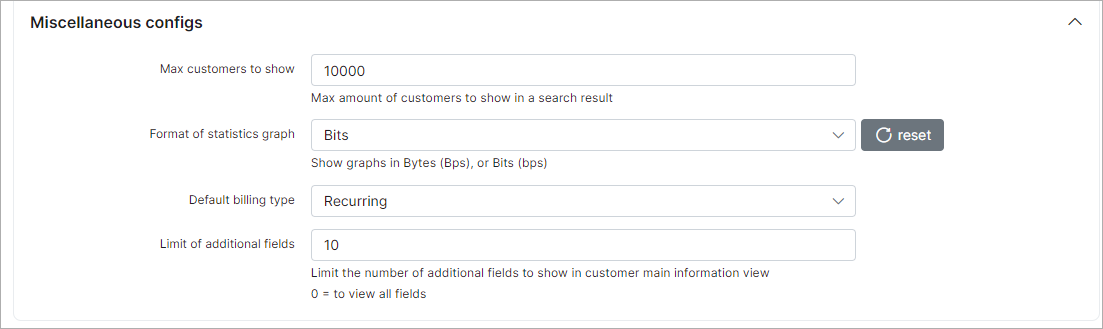 Miscellaneous configs
Max customers to show
10000
Max amount of customers to show in a search result
Format of statistics graph
Bits
reset
Show graphs in Bytes (Bps), or Bits (bps)
Default billing type
Recurring
Limit of additional fields
10
Limit the number of additional fields to show in customer main information view
0 = to view all fields